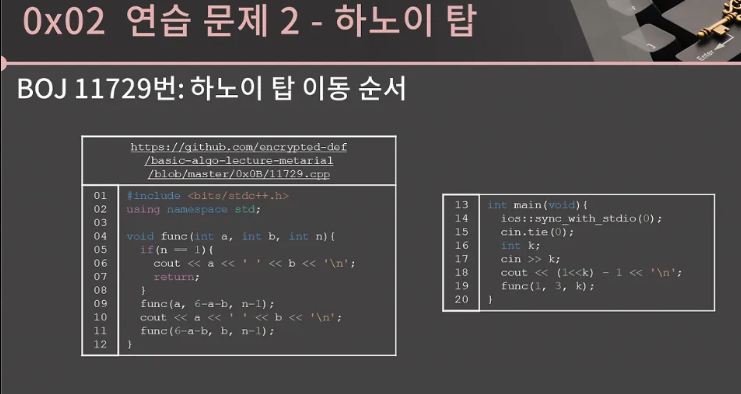 0x02 연습 문제 2 - 하노이 탑
Enter
BOJ 11729번: 하노이 탑 이동 순서
https://github.com/encrypted-def
/basic-algo-lecture-metarial
/blob/master/0x0B/11729.cpp
01 #include <bits/stdc++.h>
02 using namespace std;
03
04 void func(int a, int b, int n){
05 if(n == 1){
06 cout << a << ' ' << b << '\n';
07 return;
08 }
09 func(a, 6-a-b, n-1);
10 cout << a << ' ' << b << '\n';
11 func(6-a-b, b, n-1);
12 }
13 int main(void){
14 ios::sync_with_stdio(0);
15 cin.tie(0);
16 int k;
17 cin >> k;
18 cout << (1<<k) - 1 << '\n';
19 func(1, 3, k);
20 }